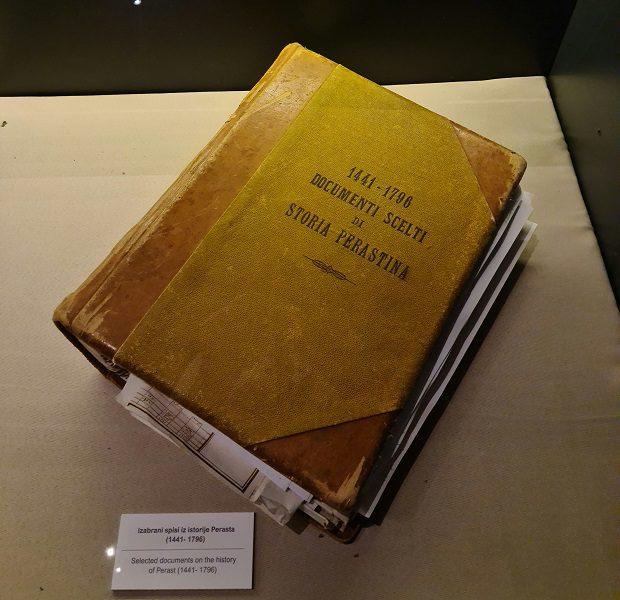 1441-1796
DOCUMENTI SCELTI
DI
STORIA PERASTINA
Izabrani spisi iz istorije Perasta
(1441- 1796)
Selected documents on the history
of Perast (1441- 1796)